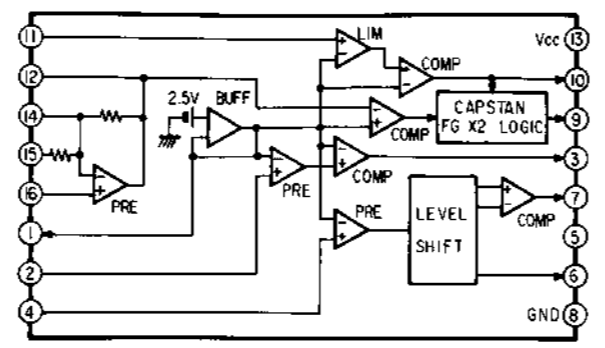 11
LIM
Vcc 13
12
COMP
10
2.5V
BUFF
14
CAPSTAN
FG X2 LOGIC
9
COMP
15
3
PRE
COMP
16
PRE
7
LEVEL
SHIFT
PRE
COMP
1
5
2
6
4
GND 8
+
-
+
-
-
+
-
+
-
+
-
+
-
+
-
+
-
+